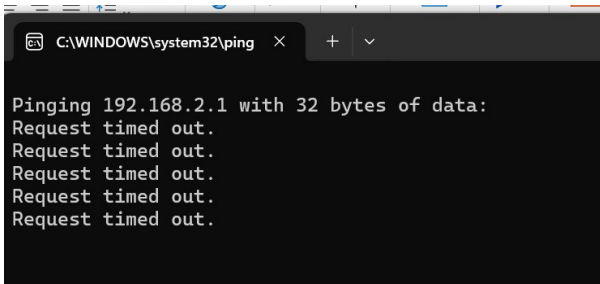 C:\WINDOWS\system32\ping
Pinging 192.168.2.1 with 32 bytes of data:
Request timed out.
Request timed out.
Request timed out.
Request timed out.
Request timed out.